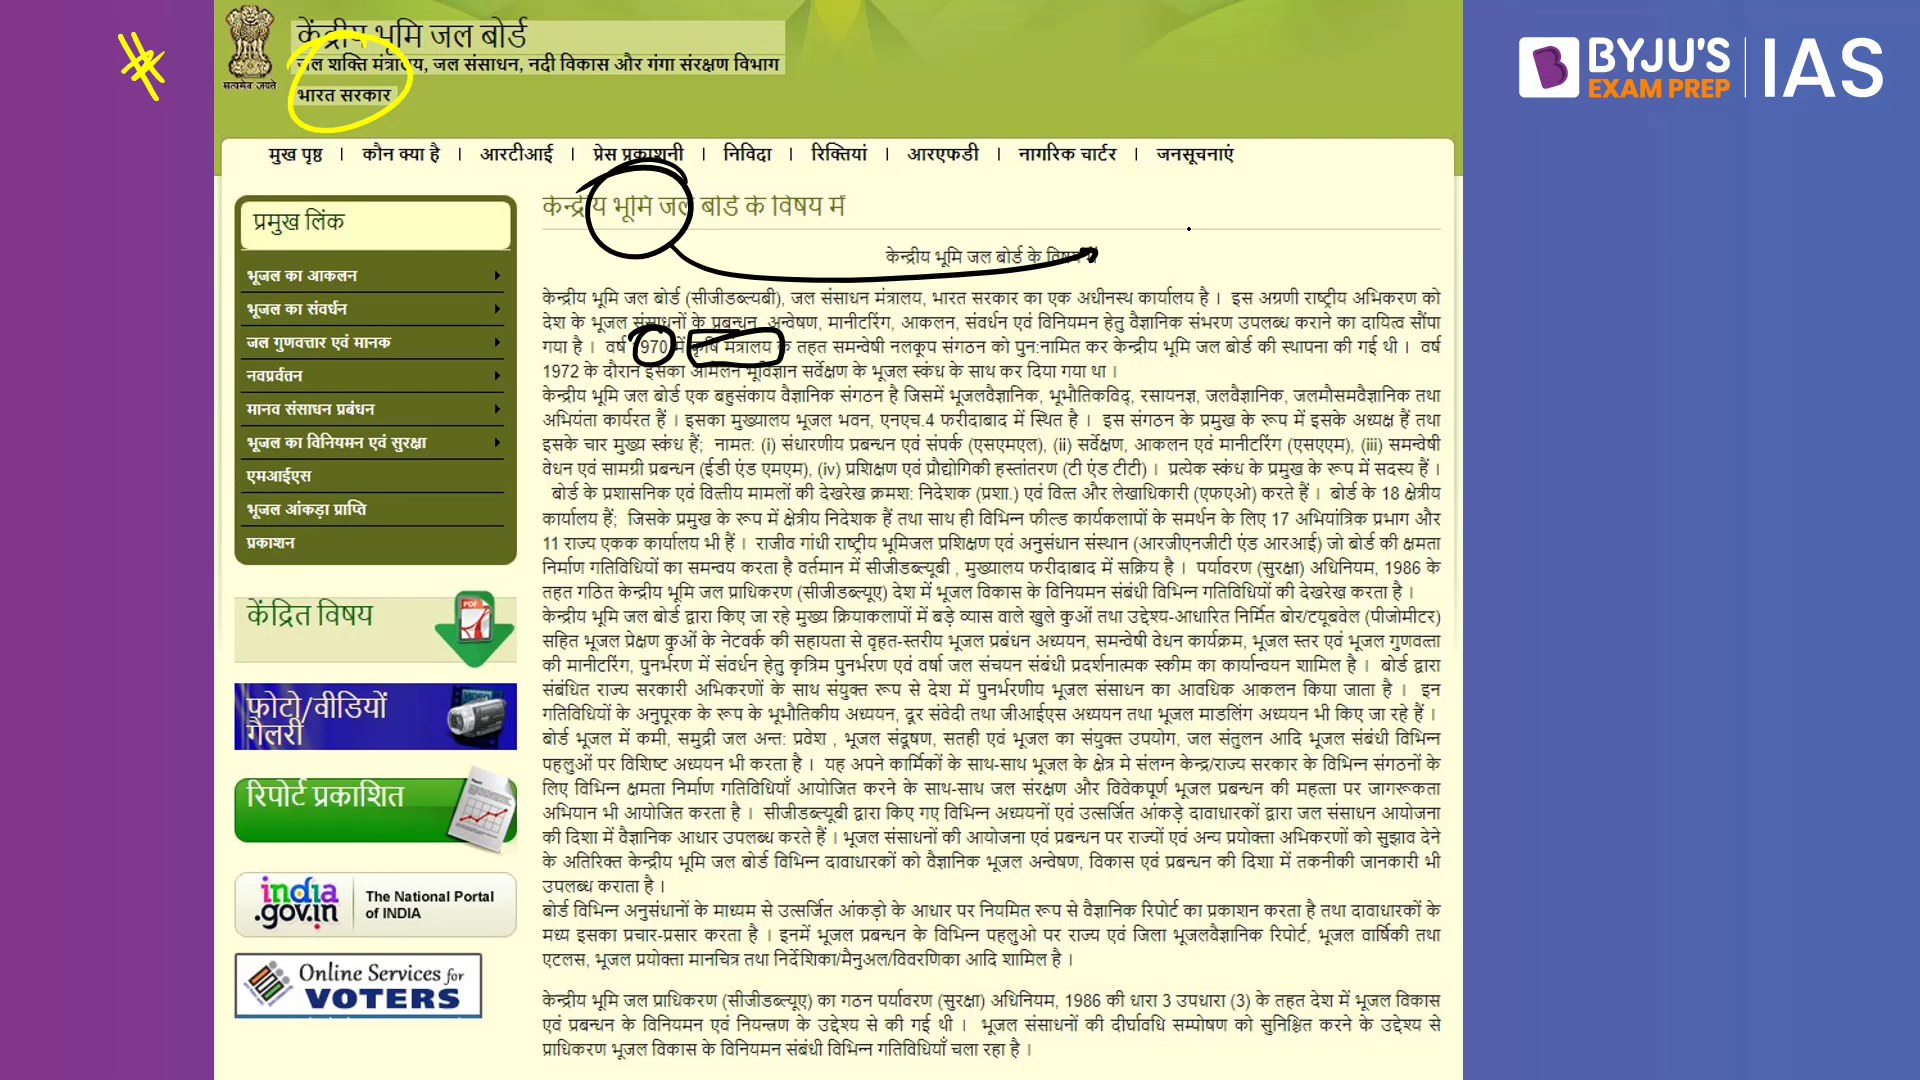 केंद्रीय भूमि जल बोर्ड
जल शक्ति मंत्रालय, जल संसाधन, नदी विकास और गंगा संरक्षण विभाग
भारत सरकार
सत्यमेव जयते
BYJU'S
EXAM PREP
IAS
मुख पृष्ठ | कौन क्या है | आरटीआई | प्रेस प्रकाशनी | निविदा | रिक्तियां | आरएफडी | नागरिक चार्टर | जनसूचनाएं
प्रमुख लिंक
भूजल का आकलन
भूजल का संवर्धन
जल गुणवत्तार एवं मानक
नवप्रर्वतन
मानव संसाधन प्रबंधन
भूजल का विनियमन एवं सुरक्षा
एमआईएस
भूजल आंकड़ा प्राप्ति
प्रकाशन
केंद्रित विषय
PDF
फोटो/वीडियों
गैलरी
रिपोर्ट प्रकाशित
india
.gov.in
The National Portal
of INDIA
Online Services for
VOTERS
केन्द्रीय भूमि जल बोर्ड के विषय में
केन्द्रीय भूमि जल बोर्ड के विषय में
केन्द्रीय भूमि जल बोर्ड (सीजीडब्ल्यबी), जल संसाधन मंत्रालय, भारत सरकार का एक अधीनस्थ कार्यालय है । इस अग्रणी राष्ट्रीय अभिकरण को
देश के भूजल संसाधनों के प्रबन्धन, अन्वेषण, मानीटरिंग, आकलन, संवर्धन एवं विनियमन हेतु वैज्ञानिक संभरण उपलब्ध कराने का दायित्व सौंपा
गया है । वर्ष 1970 में कृषि मंत्रालय के तहत समन्वेषी नलकूप संगठन को पुन:नामित कर केन्द्रीय भूमि जल बोर्ड की स्थापना की गई थी । वर्ष
1972 के दौरान इसका आमेलन भूविज्ञान सर्वेक्षण के भूजल स्कंध के साथ कर दिया गया था ।
केन्द्रीय भूमि जल बोर्ड एक बहुसंकाय वैज्ञानिक संगठन है जिसमें भूजलवैज्ञानिक, भूभौतिकविद्, रसायनज्ञ, जलवैज्ञानिक, जलमौसमवैज्ञानिक तथा
अभियंता कार्यरत हैं । इसका मुख्यालय भूजल भवन, एनएच.4 फरीदाबाद में स्थित है । इस संगठन के प्रमुख के रूप में इसके अध्यक्ष हैं तथा
इसके चार मुख्य स्कंध हैं; नामत: (i) संधारणीय प्रबन्धन एवं संपर्क (एसएमएल), (ii) सर्वेक्षण, आकलन एवं मानीटरिंग (एसएएम), (iii) समन्वेषी
वेधन एवं सामग्री प्रबन्धन (ईडी एंड एमएम), (iv) प्रशिक्षण एवं प्रौद्योगिकी हस्तांतरण (टी एंड टीटी) । प्रत्येक स्कंध के प्रमुख के रूप में सदस्य हैं ।
बोर्ड के प्रशासनिक एवं वित्तीय मामलों की देखरेख क्रमश: निदेशक (प्रशा.) एवं वित्त और लेखाधिकारी (एफएओ) करते हैं । बोर्ड के 18 क्षेत्रीय
कार्यालय हैं; जिसके प्रमुख के रूप में क्षेत्रीय निदेशक हैं तथा साथ ही विभिन्न फील्ड कार्यकलापों के समर्थन के लिए 17 अभियांत्रिक प्रभाग और
11 राज्य एकक कार्यालय भी हैं । राजीव गांधी राष्ट्रीय भूमिजल प्रशिक्षण एवं अनुसंधान संस्थान (आरजीएनजीटी एंड आरआई) जो बोर्ड की क्षमता
निर्माण गतिविधियों का समन्वय करता है वर्तमान में सीजीडब्ल्यूबी , मुख्यालय फरीदाबाद में सक्रिय है । पर्यावरण (सुरक्षा) अधिनियम, 1986 के
तहत गठित केन्द्रीय भूमि जल प्राधिकरण (सीजीडब्ल्यूए) देश में भूजल विकास के विनियमन संबंधी विभिन्न गतिविधियों की देखरेख करता है ।
केन्द्रीय भूमि जल बोर्ड द्वारा किए जा रहे मुख्य क्रियाकलापों में बड़े व्यास वाले खुले कुओं तथा उद्देश्य-आधारित निर्मित बोर/टयूबवेल (पीजोमीटर)
सहित भूजल प्रेक्षण कुओं के नेटवर्क की सहायता से वृहत-स्तरीय भूजल प्रबंधन अध्ययन, समन्वेषी वेधन कार्यक्रम, भूजल स्तर एवं भूजल गुणवत्ता
की मानीटरिंग, पुनर्भरण में संवर्धन हेतु कृत्रिम पुनर्भरण एवं वर्षा जल संचयन संबंधी प्रदर्शनात्मक स्कीम का कार्यान्वयन शामिल है । बोर्ड द्वारा
संबंधित राज्य सरकारी अभिकरणों के साथ संयुक्त रूप से देश में पुनर्भरणीय भूजल संसाधन का आवधिक आकलन किया जाता है । इन
गतिविधियों के अनुपूरक के रूप के भूभौतिकीय अध्ययन, दूर संवेदी तथा जीआईएस अध्ययन तथा भूजल माडलिंग अध्ययन भी किए जा रहे हैं ।
बोर्ड भूजल में कमी, समुद्री जल अन्त: प्रवेश , भूजल संदूषण, सतही एवं भूजल का संयुक्त उपयोग, जल संतुलन आदि भूजल संबंधी विभिन्न
पहलुओं पर विशिष्ट अध्ययन भी करता है । यह अपने कार्मिकों के साथ-साथ भूजल के क्षेत्र मे संलग्न केन्द्र/राज्य सरकार के विभिन्न संगठनों के
लिए विभिन्न क्षमता निर्माण गतिविधियाँ आयोजित करने के साथ-साथ जल संरक्षण और विवेकपूर्ण भूजल प्रबन्धन की महत्ता पर जागरूकता
अभियान भी आयोजित करता है । सीजीडब्ल्यूबी द्वारा किए गए विभिन्न अध्ययनों एवं उत्सर्जित आंकड़े दावाधारकों द्वारा जल संसाधन आयोजना
की दिशा में वैज्ञानिक आधार उपलब्ध करते हैं । भूजल संसाधनों की आयोजना एवं प्रबन्धन पर राज्यों एवं अन्य प्रयोक्ता अभिकरणों को सुझाव देने
के अतिरिक्त केन्द्रीय भूमि जल बोर्ड विभिन्न दावाधारकों को वैज्ञानिक भूजल अन्वेषण, विकास एवं प्रबन्धन की दिशा में तकनीकी जानकारी भी
उपलब्ध कराता है ।
बोर्ड विभिन्न अनुसंधानों के माध्यम से उत्सर्जित आंकड़ो के आधार पर नियमित रूप से वैज्ञानिक रिपोर्ट का प्रकाशन करता है तथा दावाधारकों के
मध्य इसका प्रचार-प्रसार करता है । इनमें भूजल प्रबन्धन के विभिन्न पहलुओ पर राज्य एवं जिला भूजलवैज्ञानिक रिपोर्ट, भूजल वार्षिकी तथा
एटलस, भूजल प्रयोक्ता मानचित्र तथा निर्देशिका/मैनुअल/विवरणिका आदि शामिल है ।
केन्द्रीय भूमि जल प्राधिकरण (सीजीडब्ल्यूए) का गठन पर्यावरण (सुरक्षा) अधिनियम, 1986 की धारा 3 उपधारा (3) के तहत देश में भूजल विकास
एवं प्रबन्धन के विनियमन एवं नियन्त्रण के उद्देश्य से की गई थी । भूजल संसाधनों की दीर्घावधि सम्पोषण को सुनिश्चित करने के उद्देश्य से
प्राधिकरण भूजल विकास के विनियमन संबंधी विभिन्न गतिविधियाँ चला रहा है ।